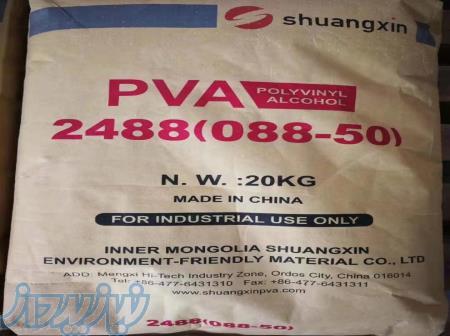 shuangxin
PVA POLYVINYL ALCOHOL
2488(088-50)
N. W. :20KG
MADE IN CHINA
FOR INDUSTRIAL USE ONLY
INNER MONGOLIA SHUANGXIN
ENVIRONMENT-FRIENDLY MATERIAL CO., LTD
ADD: Mengxi Hi-Tech Industry Zone, Ordos City, China 016014
Tel: +86-477-6431310 Fax: +86-477-6431311
www.shuangxinpva.com
نیازپرداز
2488(088-50)